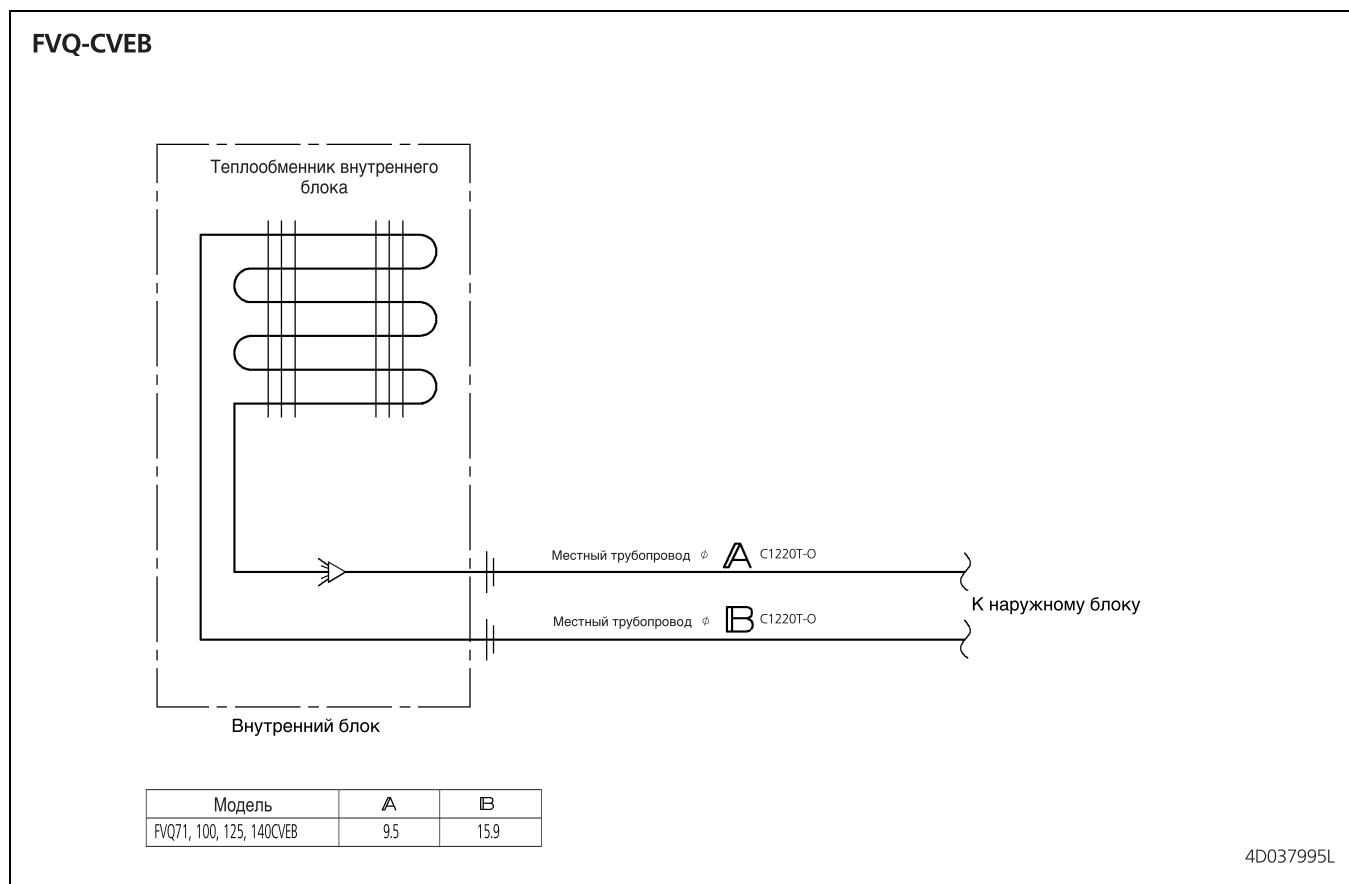 FVQ-CVEB
Теплообменник внутреннего
блока
Местный трубопровод ⌀ A C1220T-O
К наружному блоку
Местный трубопровод ⌀ B C1220T-O
Внутренний блок
Модель A B
FVQ71, 100, 125, 140CVEB 9.5 15.9
4D037995L